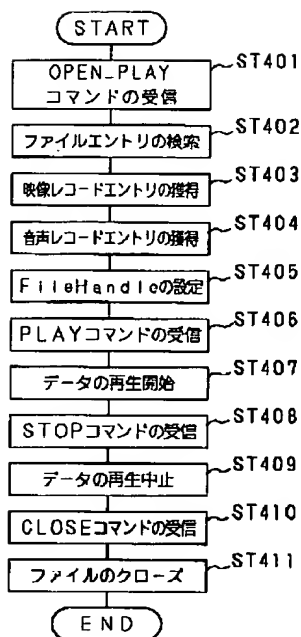 START
ST401
OPEN_PLAY
コマンドの受信
ST402
ファイルエントリの検索
ST403
映像レコードエントリの獲得
ST404
音声レコードエントリの獲得
ST405
FileHandleの設定
ST406
PLAYコマンドの受信
ST407
データの再生開始
ST408
STOPコマンドの受信
ST409
データの再生中止
ST410
CLOSEコマンドの受信
ST411
ファイルのクローズ
END